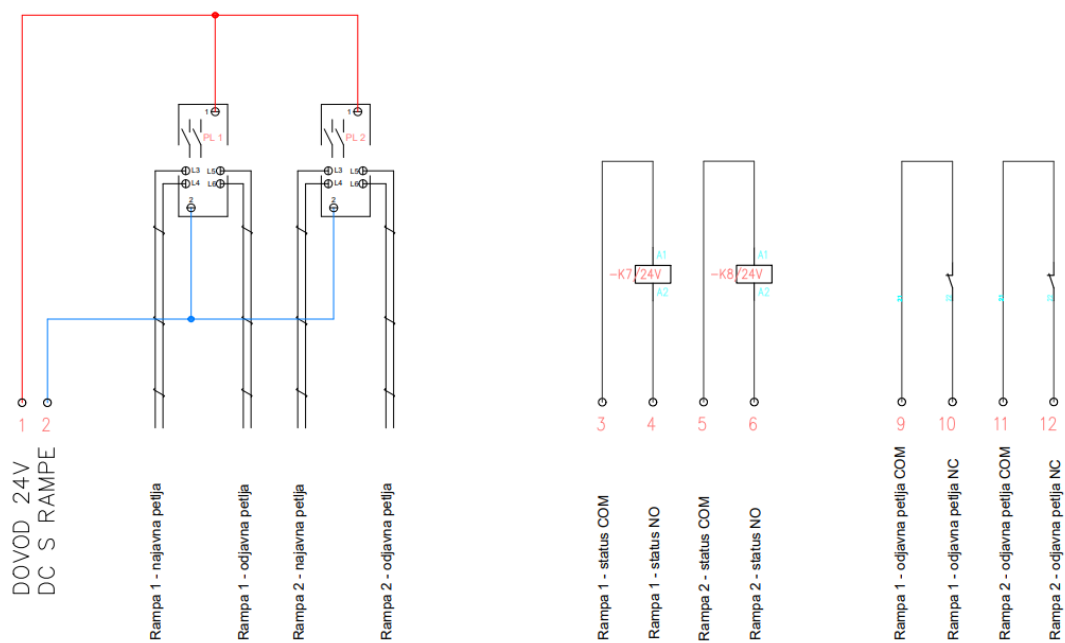 1
PL 1
L3
L5
L4
L6
2
1
PL 2
L3
L5
L4
L6
2
A1
-K7/24V
A2
A1
-K8/24V
A2
1
2
3
4
5
6
9
10
11
12
DOVOD 24V
DC S RAMPE
Rampa 1 - najavna petlja
Rampa 1 - odjavna petlja
Rampa 2 - najavna petlja
Rampa 2 - odjavna petlja
Rampa 1 - status COM
Rampa 1 - status NO
Rampa 2 - status COM
Rampa 2 - status NO
Rampa 1 - odjavna petlja COM
Rampa 1 - odjavna petlja NC
Rampa 2 - odjavna petlja COM
Rampa 2 - odjavna petlja NC